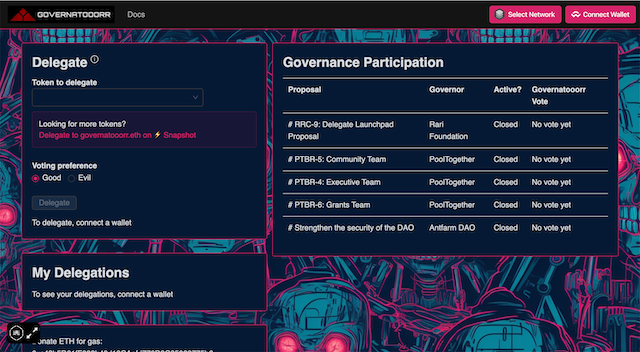 GOVERNATOOORR
Docs
Select Network
Connect Wallet
Delegate
Token to delegate
Looking for more tokens?
Delegate to governatooorr.eth on ⚡ Snapshot
Voting preference
Good
Evil
Delegate
To delegate, connect a wallet
My Delegations
To see your delegations, connect a wallet
onate ETH for gas:
Governance Participation
Proposal Governor Active? Governatooorr
Vote
# RRC-9: Delegate Launchpad Rari Closed No vote yet
Proposal Foundation
# PTBR-5: Community Team PoolTogether Closed No vote yet
# PTBR-4: Executive Team PoolTogether Closed No vote yet
# PTBR-6: Grants Team PoolTogether Closed No vote yet
# Strengthen the security of the DAO Antfarm DAO Closed No vote yet